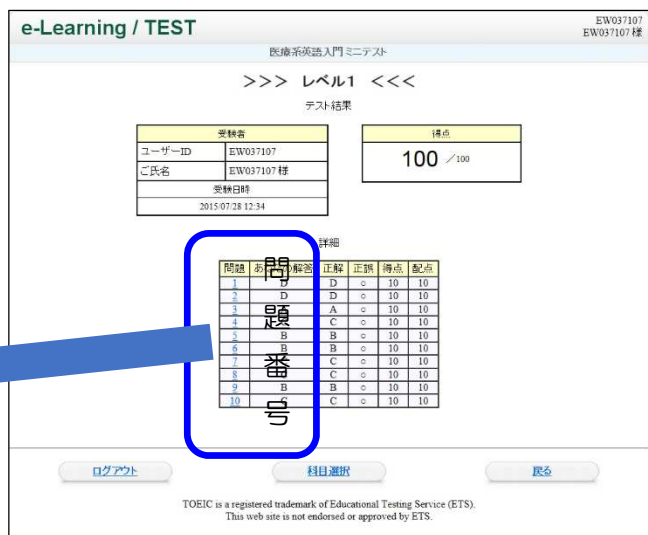 e-Learning / TEST
EW037107
EW037107 様
医療系英語入門 ミニテスト
>>> レベル1 <<<
テスト結果
受験者
ユーザーID EW037107
ご氏名 EW037107 様
受験日時
2015/07/28 12:34
得点
100 /100
詳細
問題 あなたの解答 正解 正誤 得点 配点
1 D D ○ 10 10
2 D D ○ 10 10
3 A ○ 10 10
4 C ○ 10 10
5 B B ○ 10 10
6 B B ○ 10 10
7 C ○ 10 10
8 C ○ 10 10
9 B B ○ 10 10
10 C C ○ 10 10
問題番号
ログアウト
科目選択
戻る
TOEIC is a registered trademark of Educational Testing Service (ETS).
This web site is not endorsed or approved by ETS.